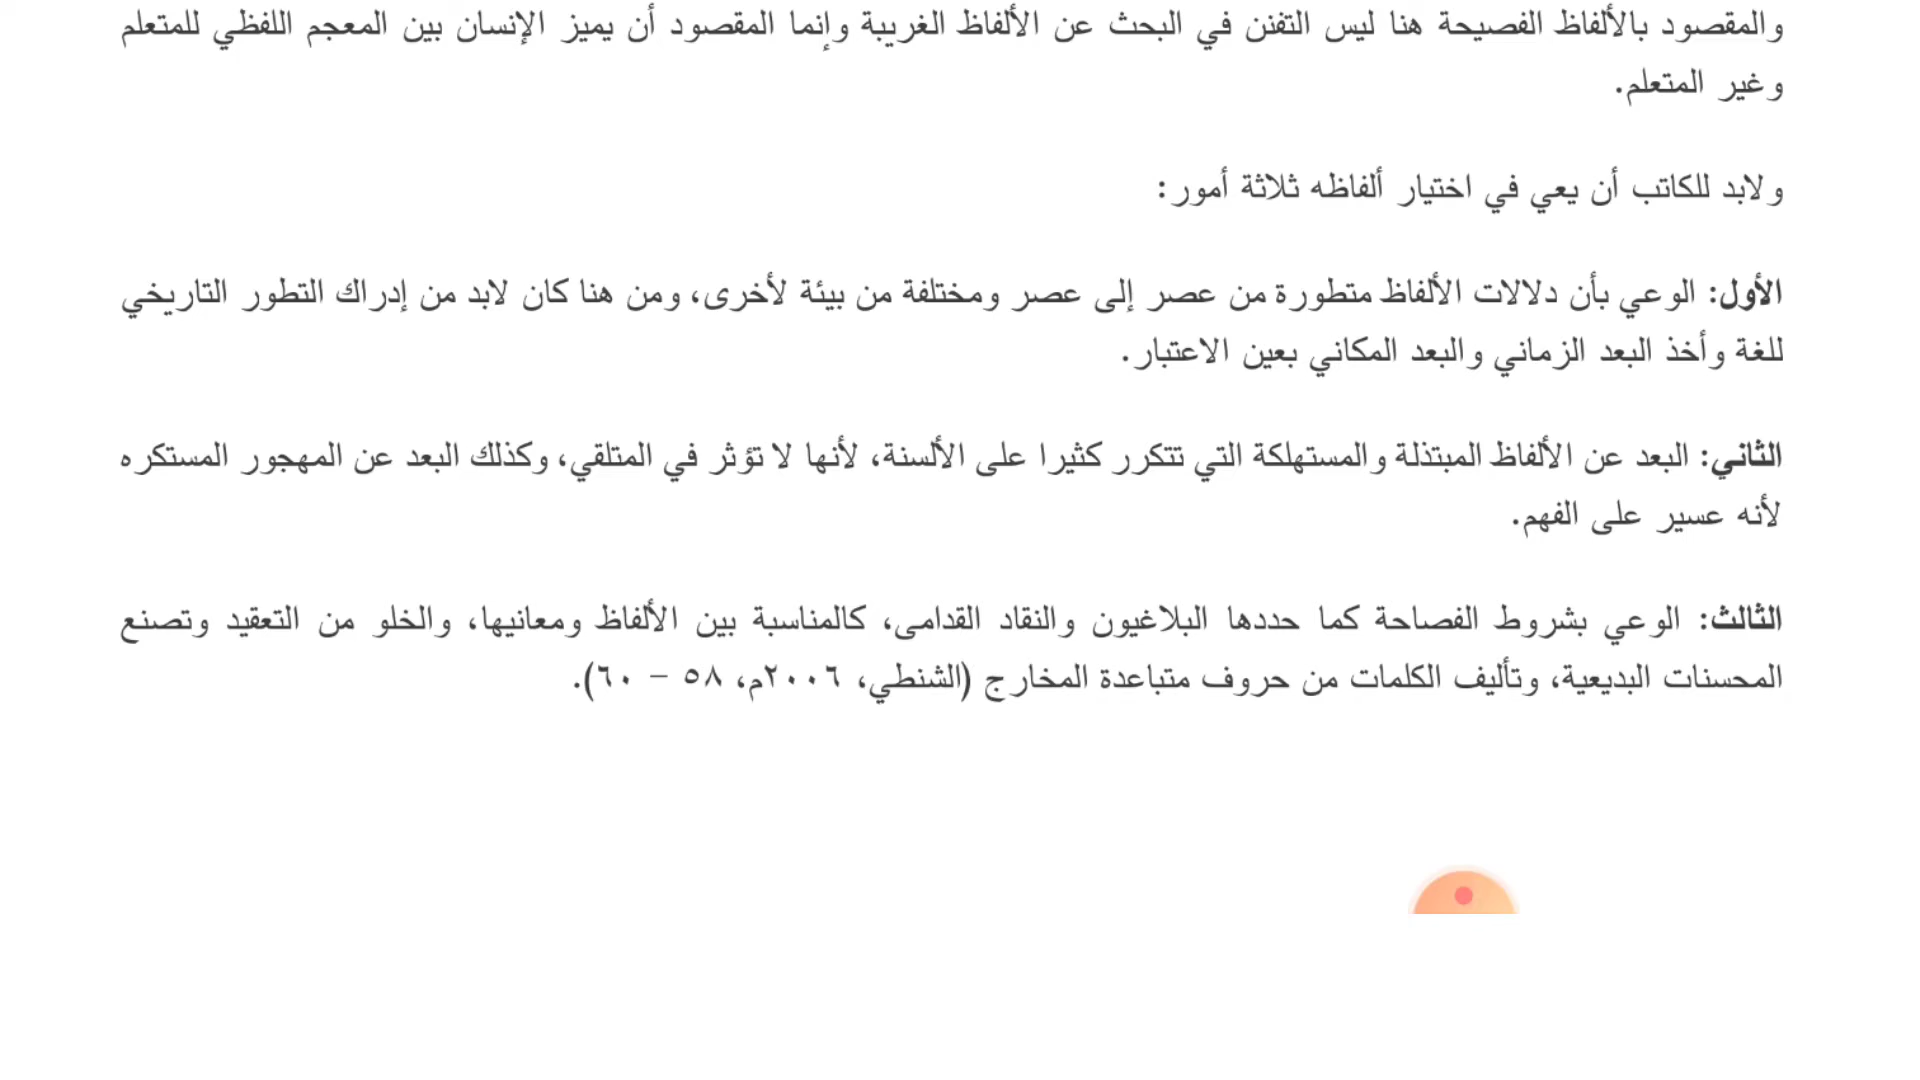 والمقصود بالألفاظ الفصيحة هنا ليس التفنن في البحث عن الألفاظ الغريبة وإنما المقصود أن يميز الإنسان بين المعجم اللفظي للمتعلم
وغير المتعلم.
ولابد للكاتب أن يعي في اختيار ألفاظه ثلاثة أمور:
الأول: الوعي بأن دلالات الألفاظ متطورة من عصر إلى عصر ومختلفة من بيئة لأخرى، ومن هنا كان لابد من إدراك التطور التاريخي
للغة وأخذ البعد الزماني والبعد المكاني بعين الاعتبار.
الثاني: البعد عن الألفاظ المبتذلة والمستهلكة التي تتكرر كثيرا على الألسنة، لأنها لا تؤثر في المتلقي، وكذلك البعد عن المهجور المستكره
لأنه عسير على الفهم.
الثالث: الوعي بشروط الفصاحة كما حددها البلاغيون والنقاد القدامى، كالمناسبة بين الألفاظ ومعانيها، والخلو من التعقيد وتصنع
المحسنات البديعية، وتأليف الكلمات من حروف متباعدة المخارج (الشنطي، ٢٠٠٦م، ٥٨ – ٦٠).